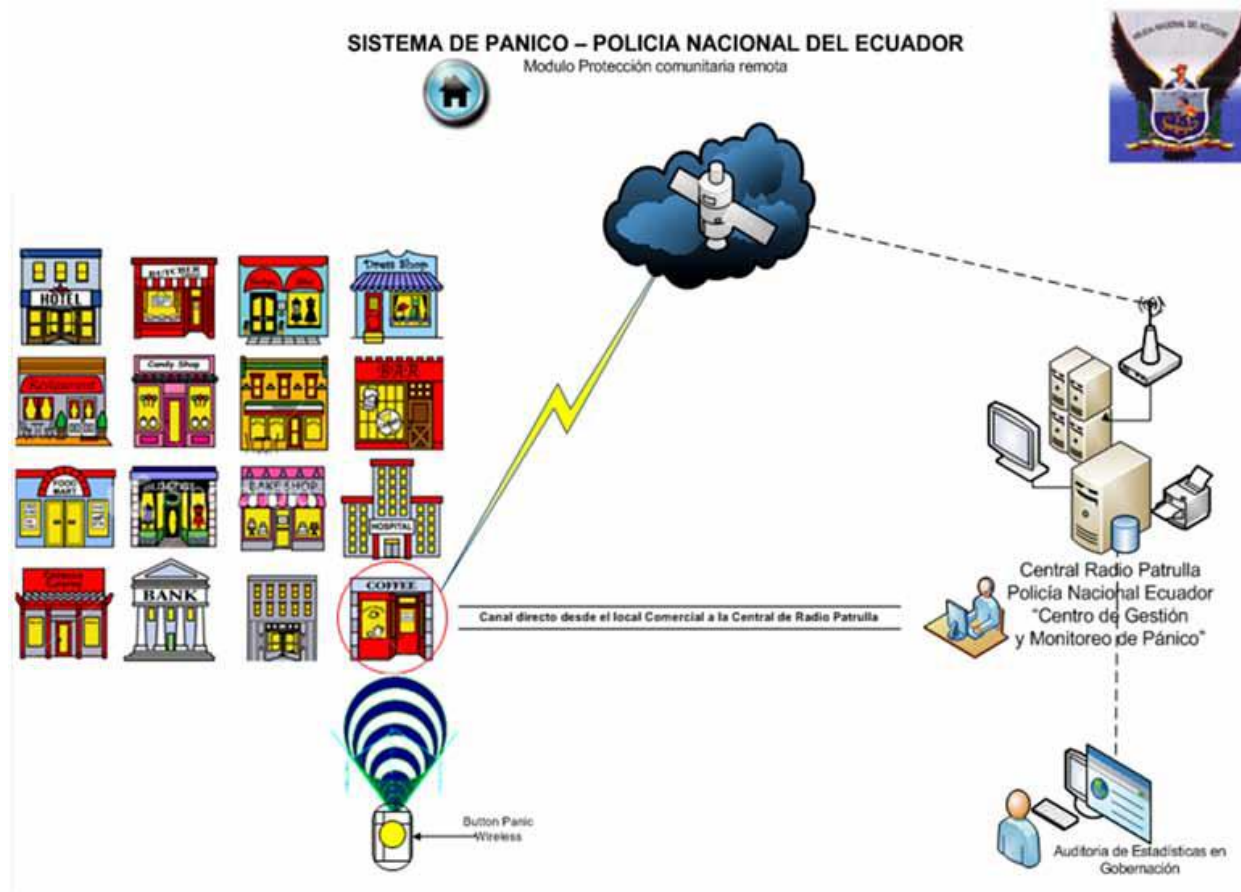 SISTEMA DE PANICO – POLICIA NACIONAL DEL ECUADOR
Modulo Protección comunitaria remota
HOTEL
BUTCHER
Dress Shop
Restaurant
Candy Shop
BAR
FOOD
MART
BAKE SHOP
HOSPITAL
BANK
COFFEE
Canal directo desde el local Comercial a la Central de Radio Patrulla
Central Radio Patrulla
Policía Nacional Ecuador
"Centro de Gestión
y Monitoreo de Pánico"
Button Panic
Wireless
Auditoria de Estadísticas en
Gobernación